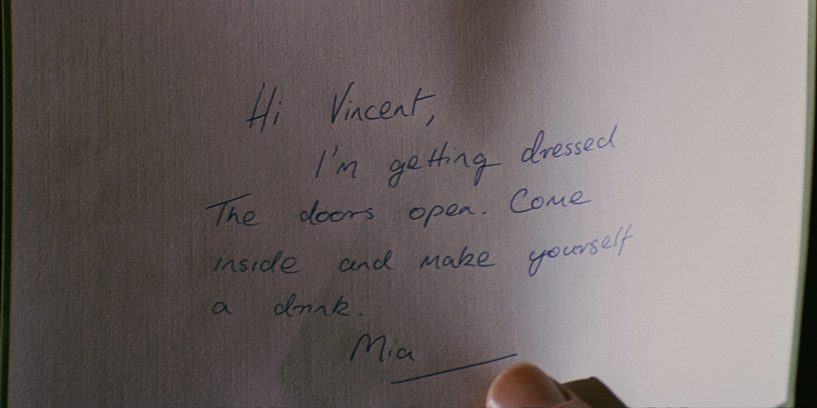 Hi Vincent,
I'm getting dressed.
The doors open. Come
inside and make yourself
a drink.
Mia